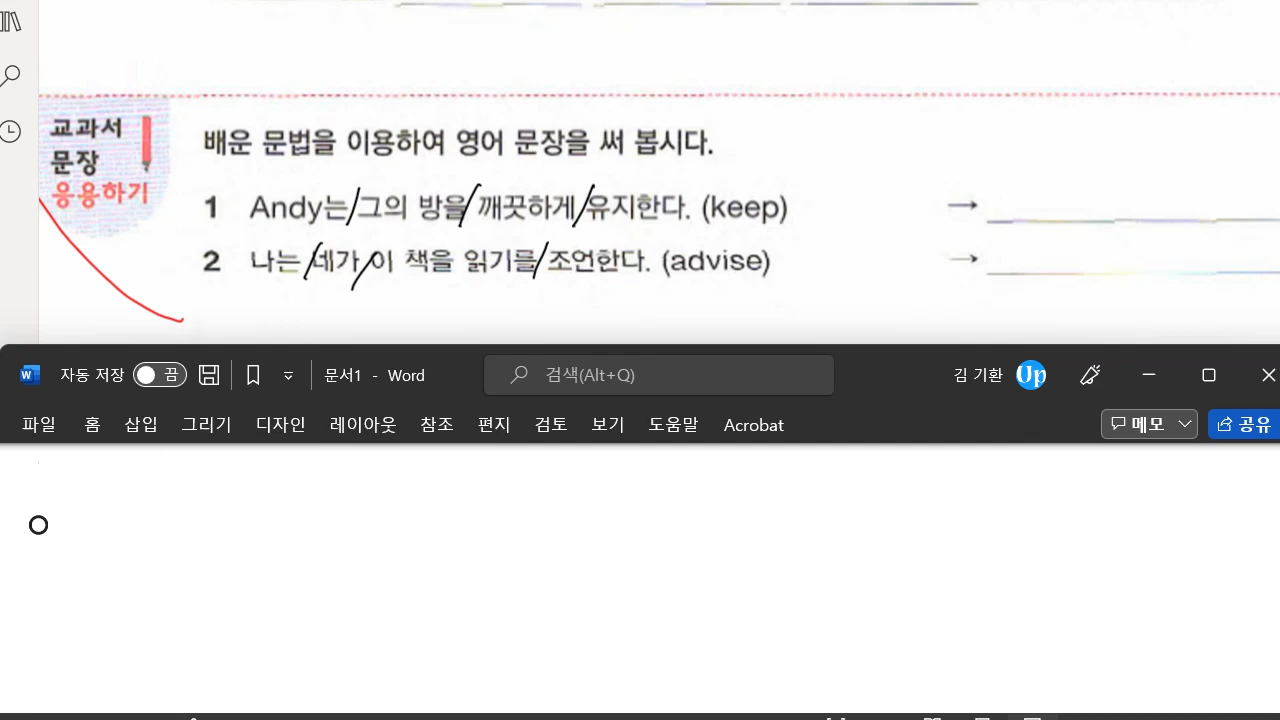 교과서
문장
응용하기
배운 문법을 이용하여 영어 문장을 써 봅시다.
1 Andy는 그의 방을 깨끗하게 유지한다. (keep) →
2 나는 네가 이 책을 읽기를 조언한다. (advise) →
자동 저장 끔 문서1 - Word 검색(Alt+Q) 김 기환 Up
파일 홈 삽입 그리기 디자인 레이아웃 참조 편지 검토 보기 도움말 Acrobat 메모 공유
ㅇ